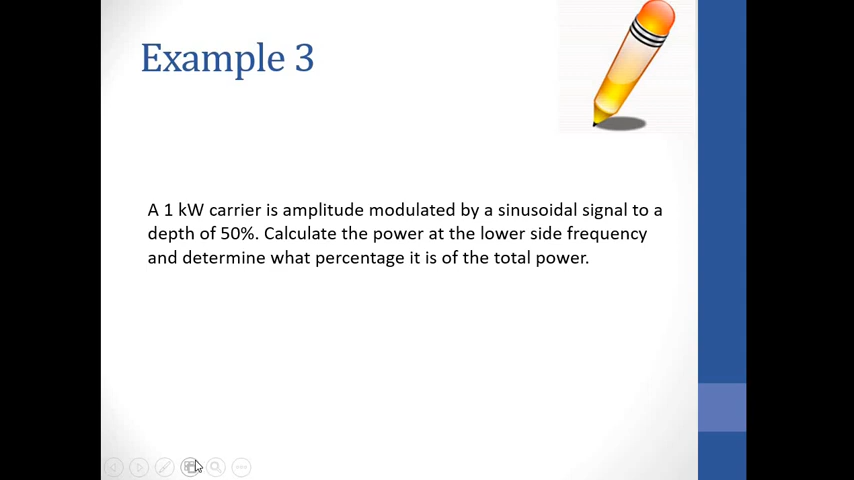 Example 3
A 1 kW carrier is amplitude modulated by a sinusoidal signal to a
depth of 50%. Calculate the power at the lower side frequency
and determine what percentage it is of the total power.